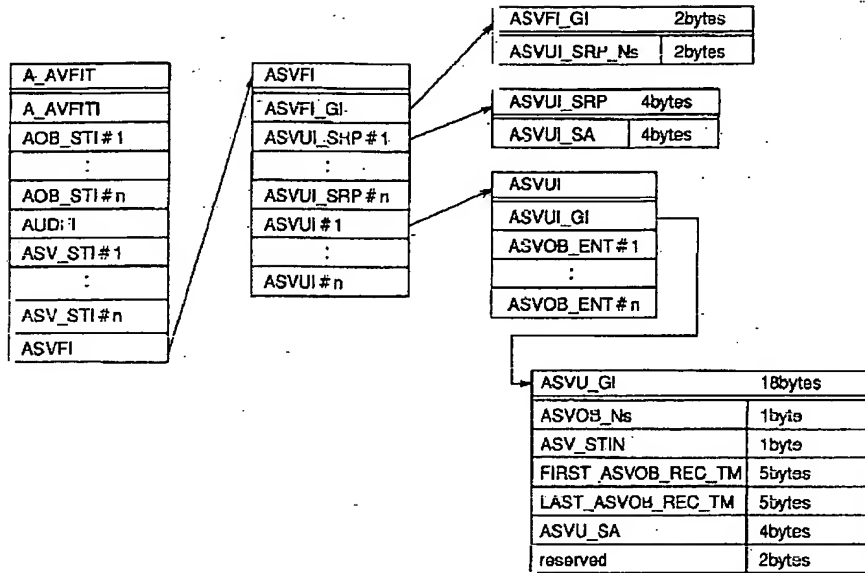 A_AVFIT
A_AVFITI
AOB_STI#1
:
AOB_STI#n
AUDFI
ASV_STI#1
:
ASV_STI#n
ASVFI
ASVFI
ASVFI_GI
ASVUI_SRP#1
:
ASVUI_SRP#n
ASVUI#1
:
ASVUI#n
ASVFI_GI 2bytes
ASVUI_SRP_Ns 2bytes
ASVUI_SRP 4bytes
ASVUI_SA 4bytes
ASVUI
ASVUI_GI
ASVOB_ENT#1
:
ASVOB_ENT#n
ASVU_GI 18bytes
ASVOB_Ns 1byte
ASV_STIN 1byte
FIRST_ASVOB_REC_TM 5bytes
LAST_ASVOB_REC_TM 5bytes
ASVU_SA 4bytes
reserved 2bytes